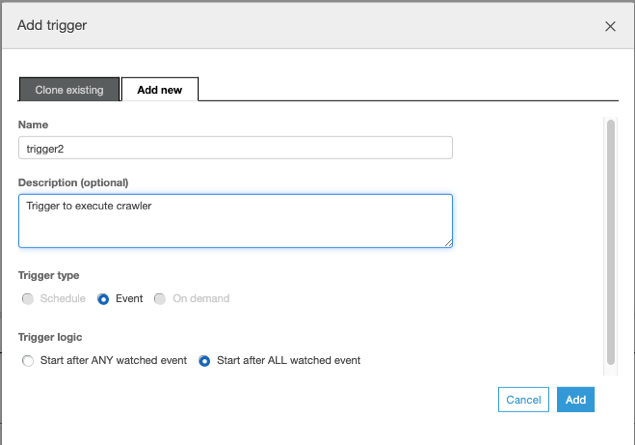 Add trigger
Clone existing
Add new
Name
trigger2
Description (optional)
Trigger to execute crawler
Trigger type
Schedule Event On demand
Trigger logic
Start after ANY watched event Start after ALL watched event
Cancel Add